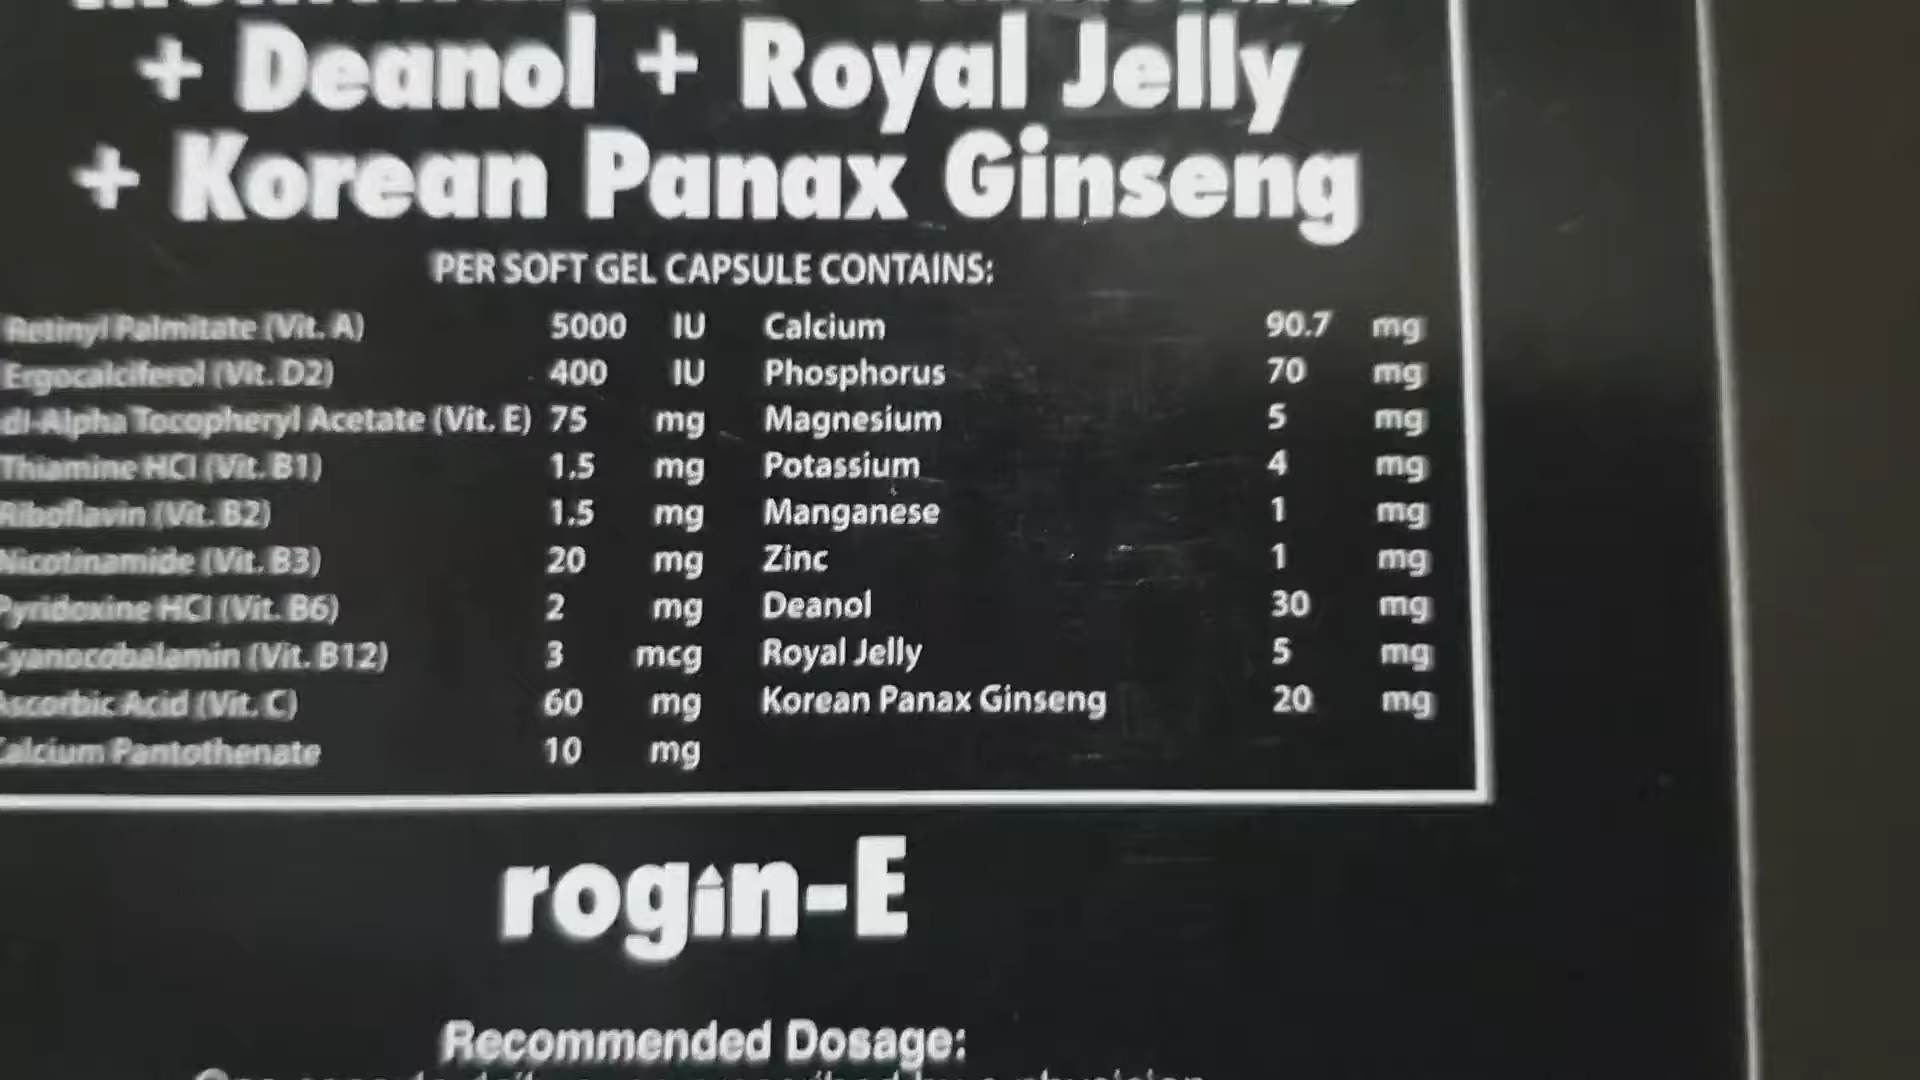 + Deanol + Royal Jelly
+ Korean Panax Ginseng
PER SOFT GEL CAPSULE CONTAINS:
Retinyl Palmitate (Vit. A) 5000 IU Calcium 90.7 mg
Ergocalciferol (Vit. D2) 400 IU Phosphorus 70 mg
dl-Alpha Tocopheryl Acetate (Vit. E) 75 mg Magnesium 5 mg
Thiamine HCl (Vit. B1) 1.5 mg Potassium 4 mg
Riboflavin (Vit. B2) 1.5 mg Manganese 1 mg
Nicotinamide (Vit. B3) 20 mg Zinc 1 mg
Pyridoxine HCl (Vit. B6) 2 mg Deanol 30 mg
Cyanocobalamin (Vit. B12) 3 mcg Royal Jelly 5 mg
Ascorbic Acid (Vit. C) 60 mg Korean Panax Ginseng 20 mg
Calcium Pantothenate 10 mg
rogin-E
Recommended Dosage: